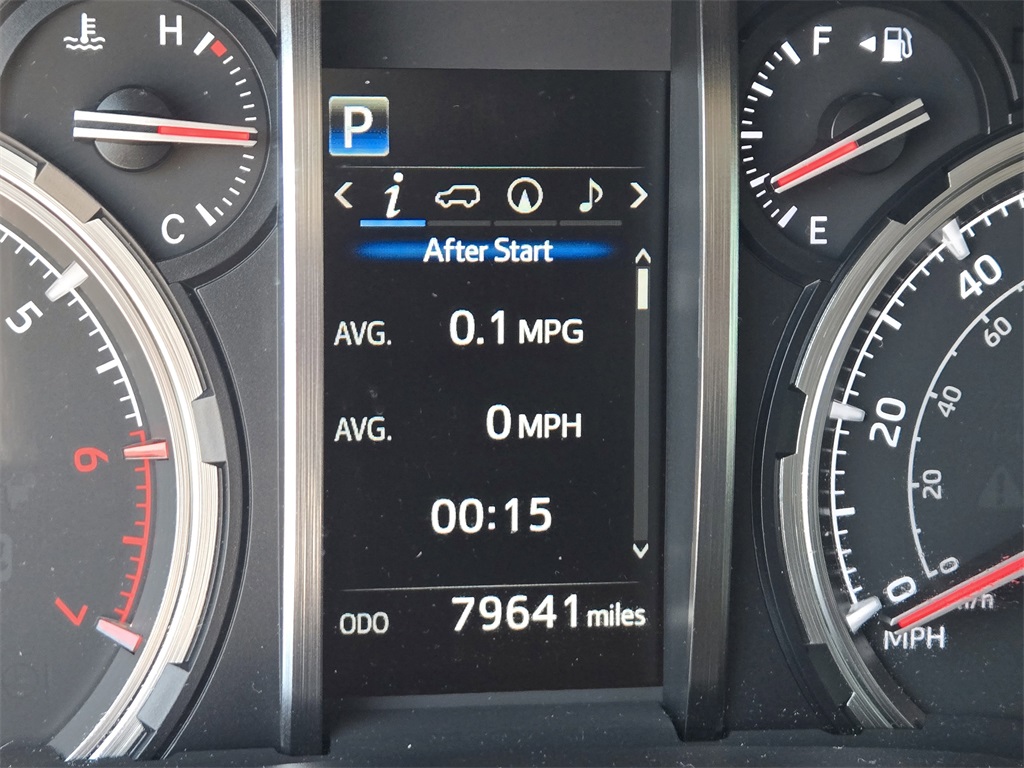 H
C
F
E
P
i
After Start
AVG. 0.1 MPG
AVG. 0 MPH
00:15
ODO 79641 miles
5
6
7
40
20
0
60
40
20
0
MPH